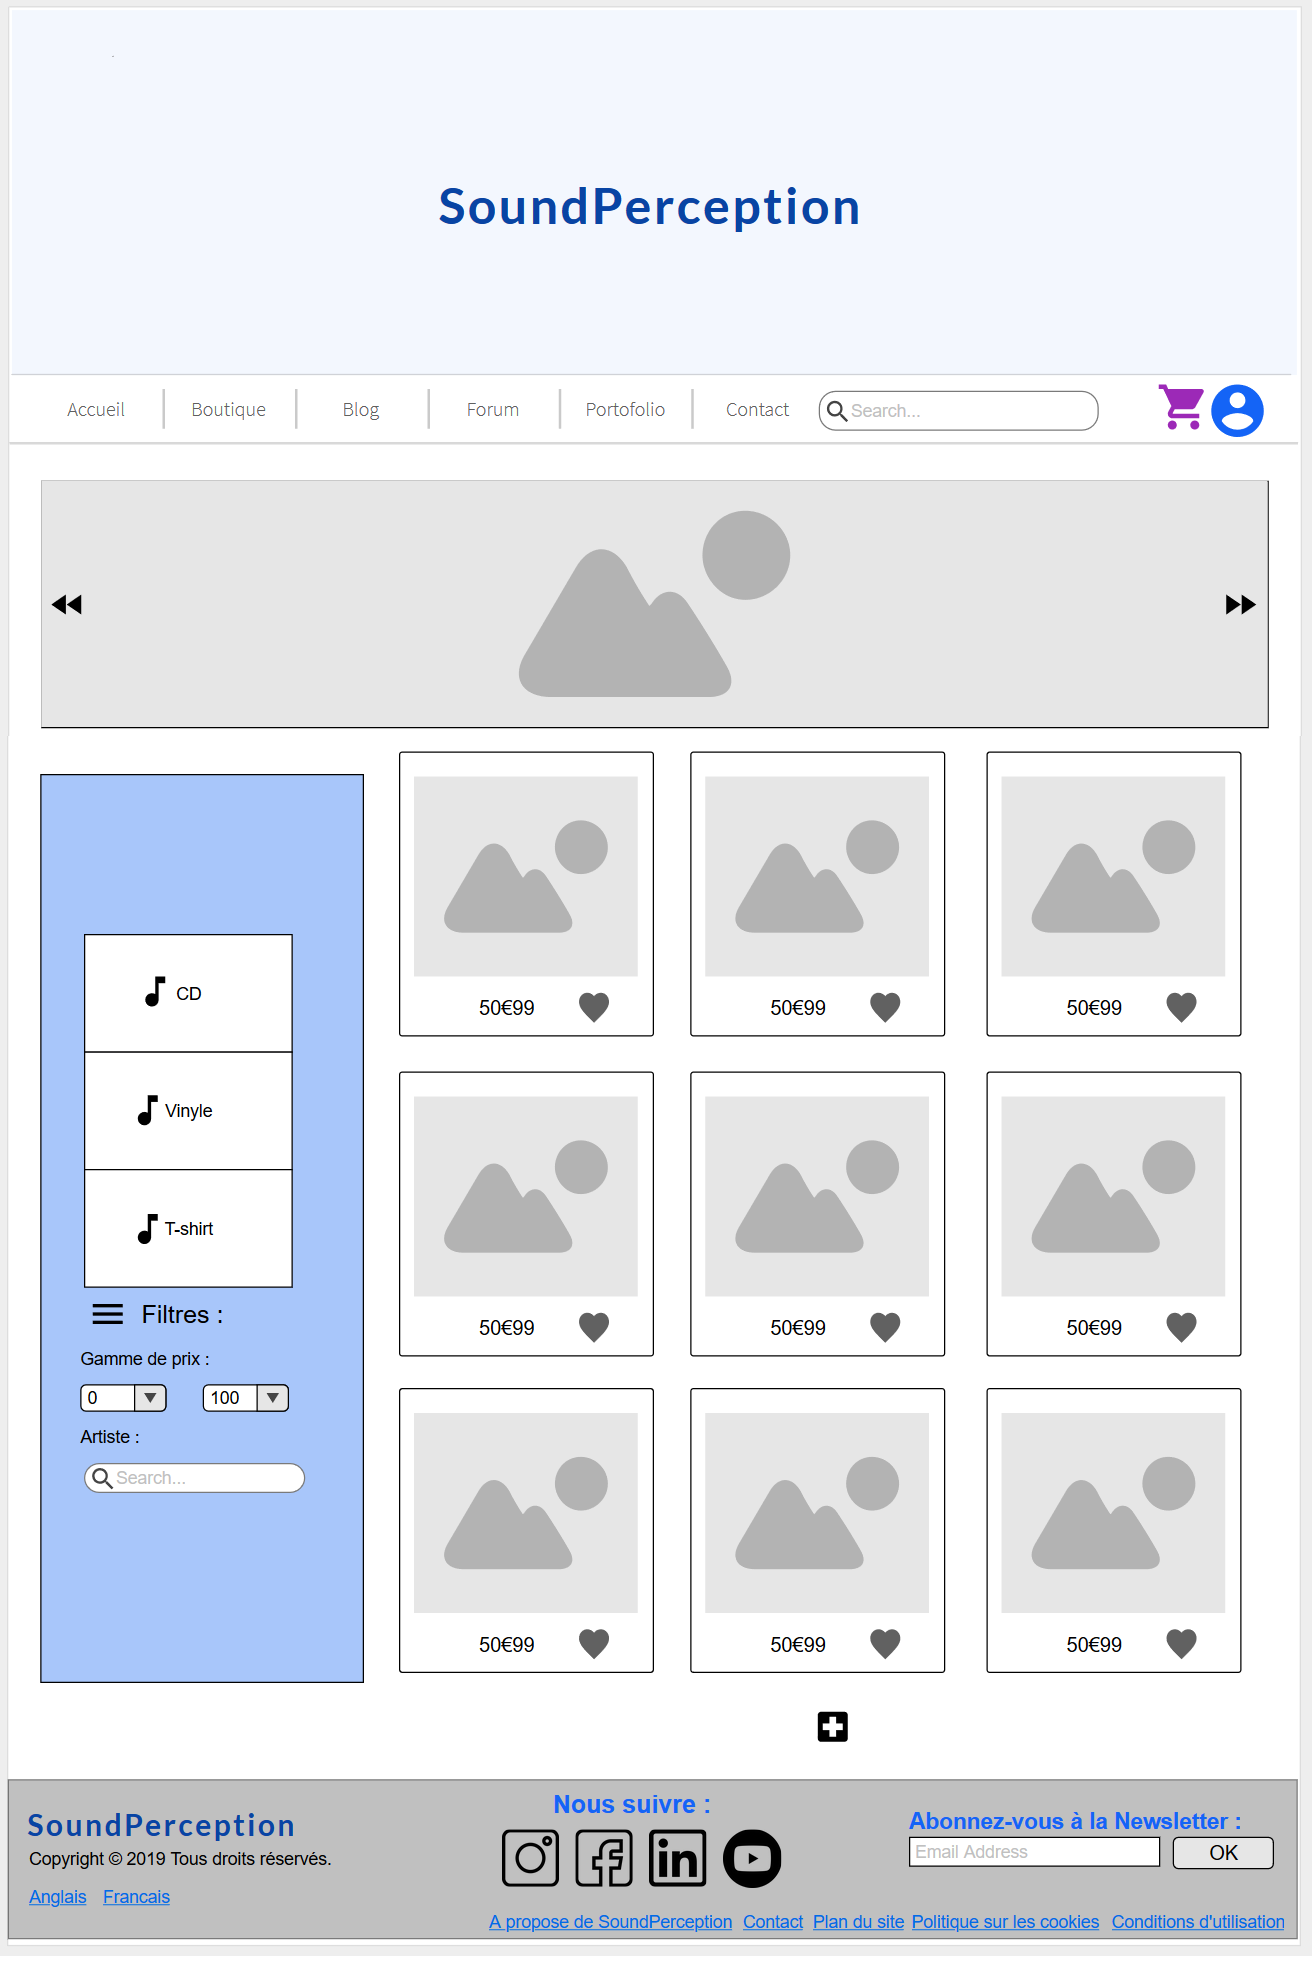 SoundPerception
Accueil Boutique Blog Forum Portofolio Contact Search...
50€99 50€99 50€99
CD
Vinyle
T-shirt
Filtres :
Gamme de prix :
0 100
Artiste :
Search...
50€99 50€99 50€99
50€99 50€99 50€99
SoundPerception
Copyright © 2019 Tous droits réservés.
Anglais Francais
Nous suivre :
in
Abonnez-vous à la Newsletter :
Email Address OK
A propose de SoundPerception Contact Plan du site Politique sur les cookies Conditions d'utilisation